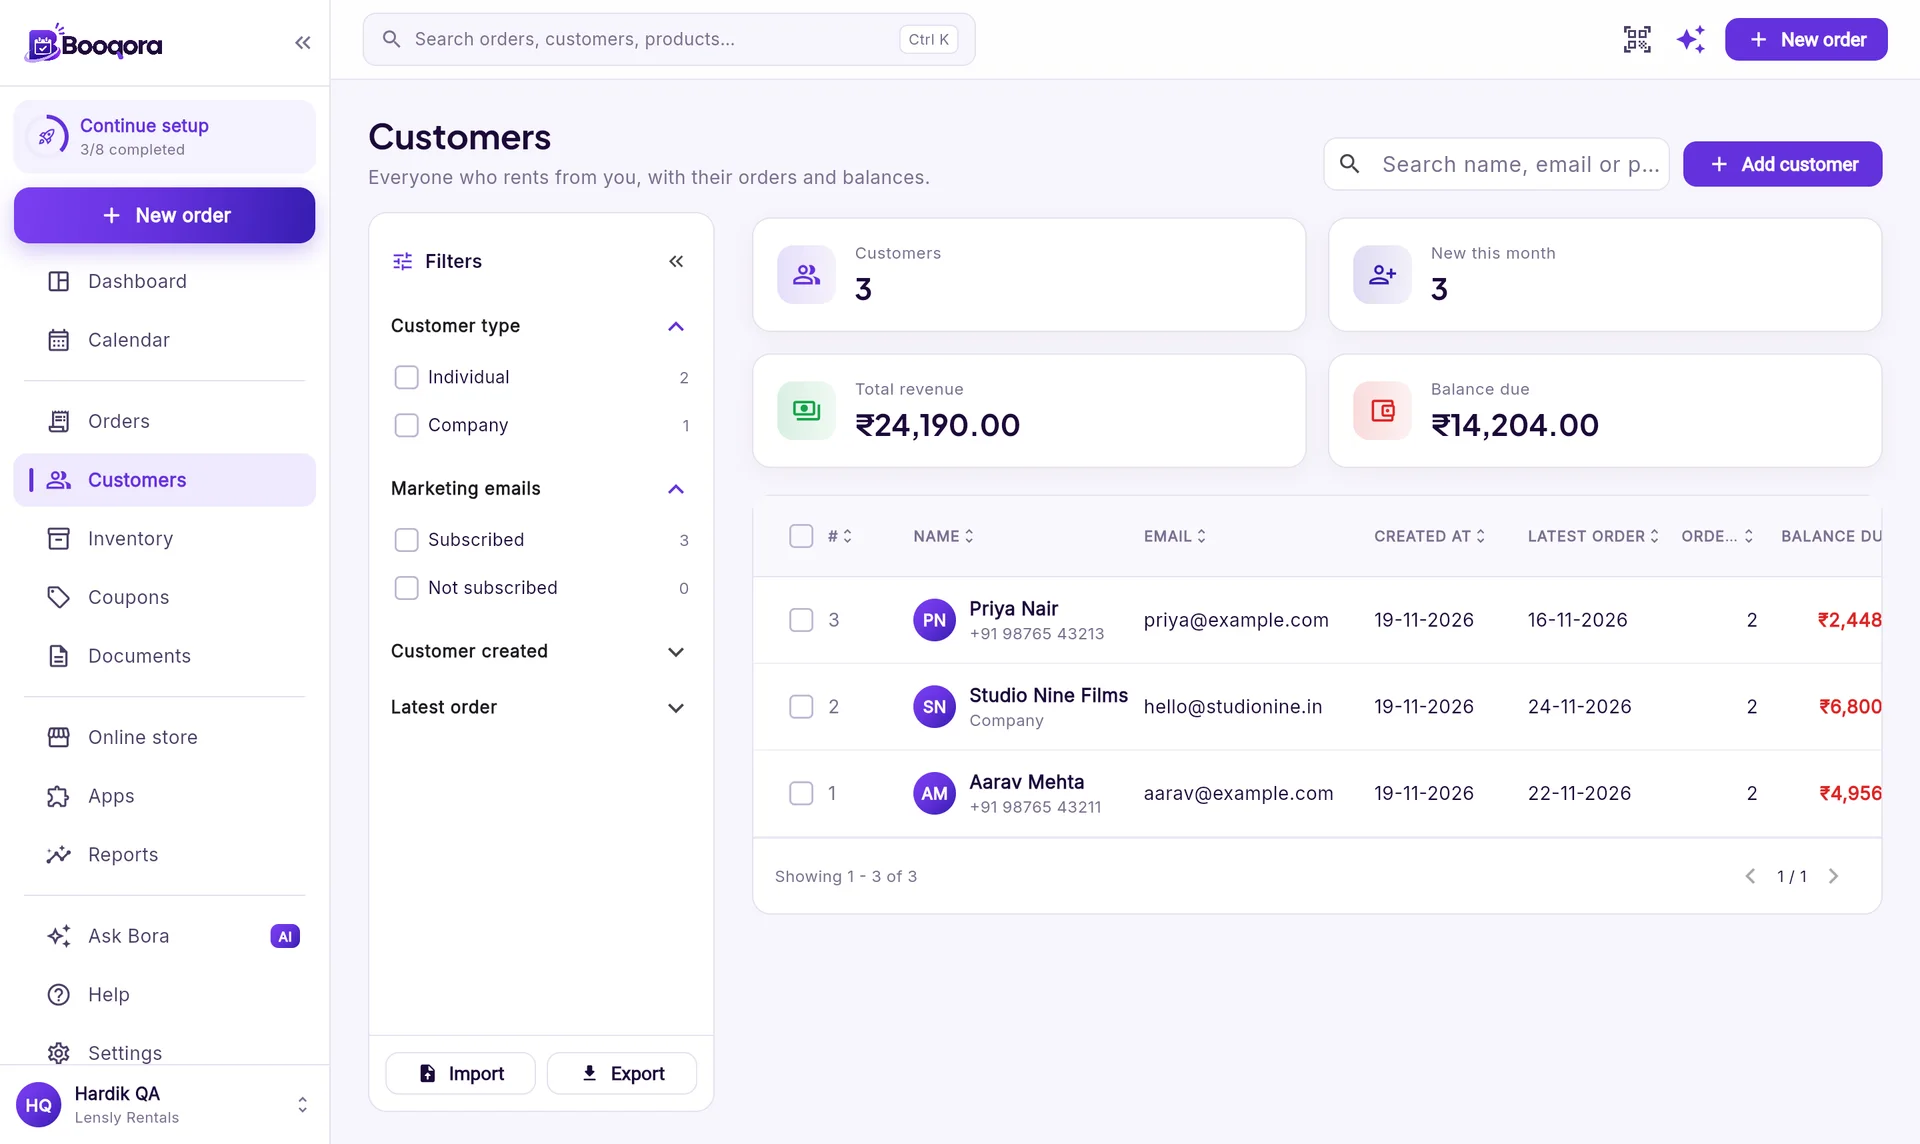 Booqora
Search orders, customers, products...
Ctrl K
New order
Continue setup
3/8 completed
New order
Dashboard
Calendar
Orders
Customers
Inventory
Coupons
Documents
Online store
Apps
Reports
Ask Bora
AI
Help
Settings
HQ
Hardik QA
Lensly Rentals
Customers
Everyone who rents from you, with their orders and balances.
Search name, email or p...
Add customer
Filters
Customer type
Individual 2
Company 1
Marketing emails
Subscribed 3
Not subscribed 0
Customer created
Latest order
Import
Export
Customers
3
New this month
3
Total revenue
₹24,190.00
Balance due
₹14,204.00
# NAME EMAIL CREATED AT LATEST ORDER ORDE... BALANCE DU
3 PN Priya Nair priya@example.com 19-11-2026 16-11-2026 2 ₹2,448
+91 98765 43213
2 SN Studio Nine Films hello@studionine.in 19-11-2026 24-11-2026 2 ₹6,800
Company
1 AM Aarav Mehta aarav@example.com 19-11-2026 22-11-2026 2 ₹4,956
+91 98765 43211
Showing 1 - 3 of 3
1 / 1